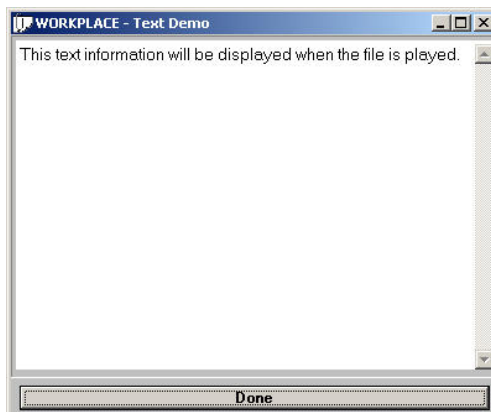 WORKPLACE - Text Demo
This text information will be displayed when the file is played.
Done